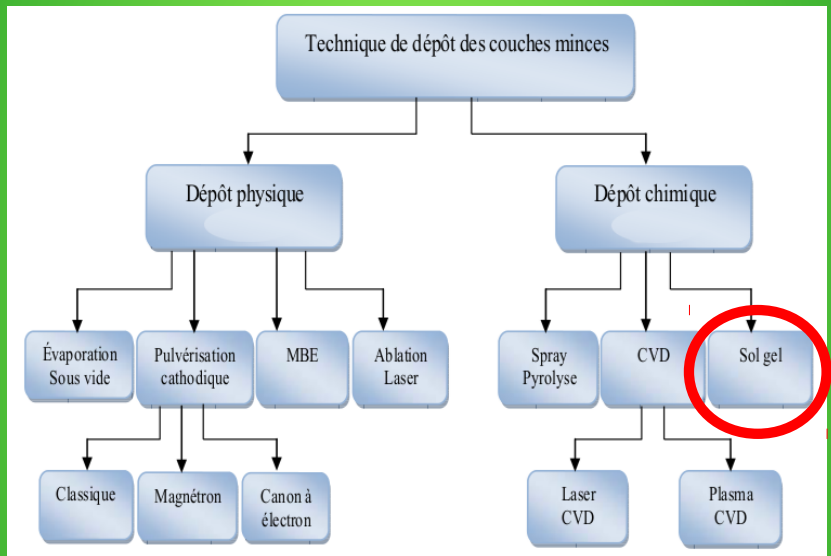 Technique de dépôt des couches minces
Dépôt physique
Dépôt chimique
Évaporation
Sous vide
Pulvérisation
cathodique
MBE
Ablation
Laser
Spray
Pyrolyse
CVD
Sol gel
Classique
Magnétron
Canon à
électron
Laser
CVD
Plasma
CVD